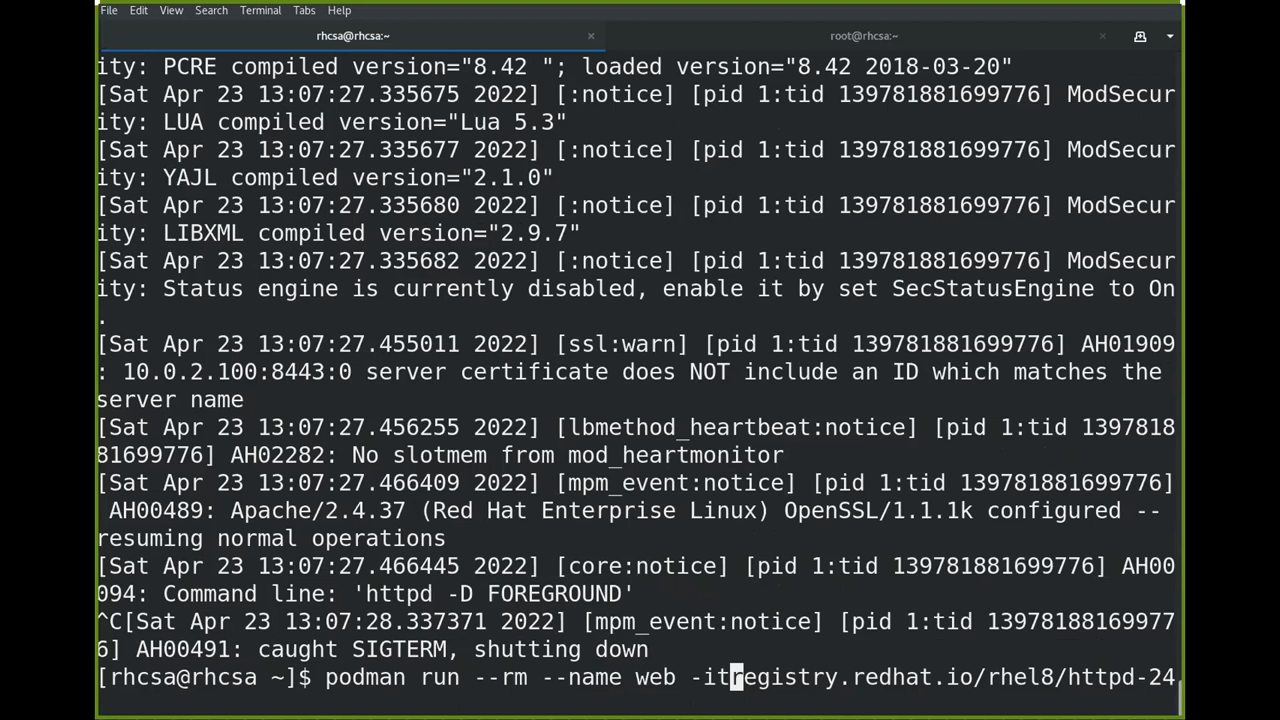 File Edit View Search Terminal Tabs Help
rhcsa@rhcsa:~ × root@rhcsa:~ ×
ity: PCRE compiled version="8.42 "; loaded version="8.42 2018-03-20"
[Sat Apr 23 13:07:27.335675 2022] [:notice] [pid 1:tid 139781881699776] ModSecur
ity: LUA compiled version="Lua 5.3"
[Sat Apr 23 13:07:27.335677 2022] [:notice] [pid 1:tid 139781881699776] ModSecur
ity: YAJL compiled version="2.1.0"
[Sat Apr 23 13:07:27.335680 2022] [:notice] [pid 1:tid 139781881699776] ModSecur
ity: LIBXML compiled version="2.9.7"
[Sat Apr 23 13:07:27.335682 2022] [:notice] [pid 1:tid 139781881699776] ModSecur
ity: Status engine is currently disabled, enable it by set SecStatusEngine to On
.
[Sat Apr 23 13:07:27.455011 2022] [ssl:warn] [pid 1:tid 139781881699776] AH01909
: 10.0.2.100:8443:0 server certificate does NOT include an ID which matches the
server name
[Sat Apr 23 13:07:27.456255 2022] [lbmethod_heartbeat:notice] [pid 1:tid 1397818
81699776] AH02282: No slotmem from mod_heartmonitor
[Sat Apr 23 13:07:27.466409 2022] [mpm_event:notice] [pid 1:tid 139781881699776]
 AH00489: Apache/2.4.37 (Red Hat Enterprise Linux) OpenSSL/1.1.1k configured --
resuming normal operations
[Sat Apr 23 13:07:27.466445 2022] [core:notice] [pid 1:tid 139781881699776] AH00
094: Command line: 'httpd -D FOREGROUND'
^C[Sat Apr 23 13:07:28.337371 2022] [mpm_event:notice] [pid 1:tid 13978188169977
6] AH00491: caught SIGTERM, shutting down
[rhcsa@rhcsa ~]$ podman run --rm --name web -itregistry.redhat.io/rhel8/httpd-24